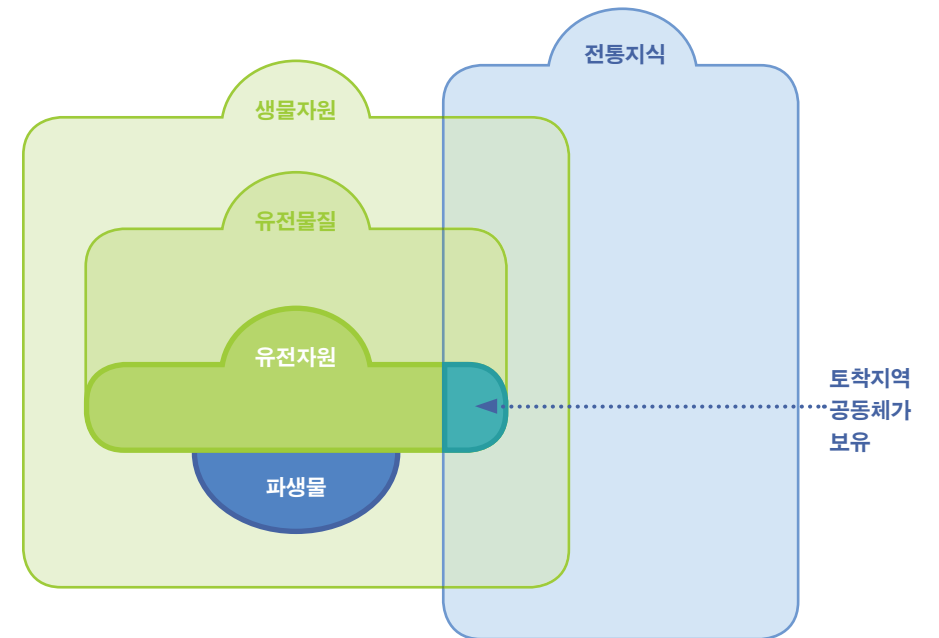 전통지식
생물자원
유전물질
유전자원
토착지역
공동체가
보유
파생물